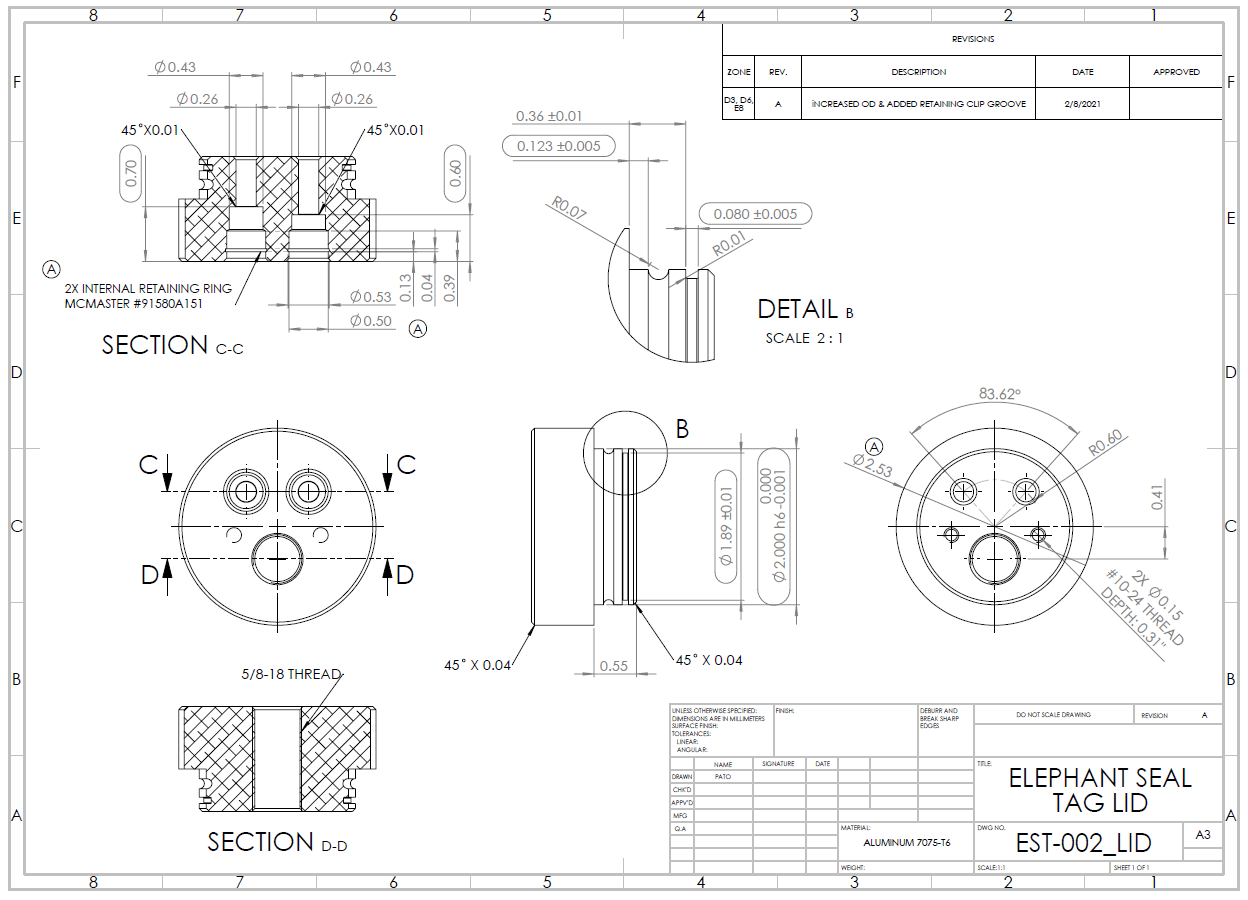 8 7 6 5 4 3 2 1
F
E
D
C
B
A
F
E
D
C
B
A
REVISIONS
ZONE REV. DESCRIPTION DATE APPROVED
D3, D6,
E8
A
INCREASED OD & ADDED RETAINING CLIP GROOVE
2/8/2021
Ø0.43
Ø0.43
Ø0.26
Ø0.26
45°X0.01
45°X0.01
0.70
0.60
A
2X INTERNAL RETAINING RING
MCMASTER #91580A151
0.13
0.04
0.39
Ø0.53
Ø0.50
A
SECTION C-C
0.36 ±0.01
0.123 ±0.005
R0.07
0.080 ±0.005
R0.01
DETAIL B
SCALE 2 : 1
C
C
D
D
B
Ø1.89 ±0.01
0.000
Ø2.000 h6 -0.001
45° X 0.04
0.55
45° X 0.04
83.62°
A
Ø2.53
R0.60
0.41
2X Ø0.15
#10-24 THREAD
DEPTH: 0.31"
5/8-18 THREAD
SECTION D-D
UNLESS OTHERWISE SPECIFIED:
DIMENSIONS ARE IN MILLIMETERS
SURFACE FINISH:
TOLERANCES:
LINEAR:
ANGULAR:
FINISH:
DEBURR AND
BREAK SHARP
EDGES
DO NOT SCALE DRAWING
REVISION A
NAME SIGNATURE DATE
DRAWN PATO
CHK'D
APPV'D
MFG
Q.A
TITLE:
ELEPHANT SEAL
TAG LID
MATERIAL:
ALUMINUM 7075-T6
DWG NO.
EST-002_LID
A3
WEIGHT:
SCALE:1:1
SHEET 1 OF 1
8 7 6 5 4 3 2 1